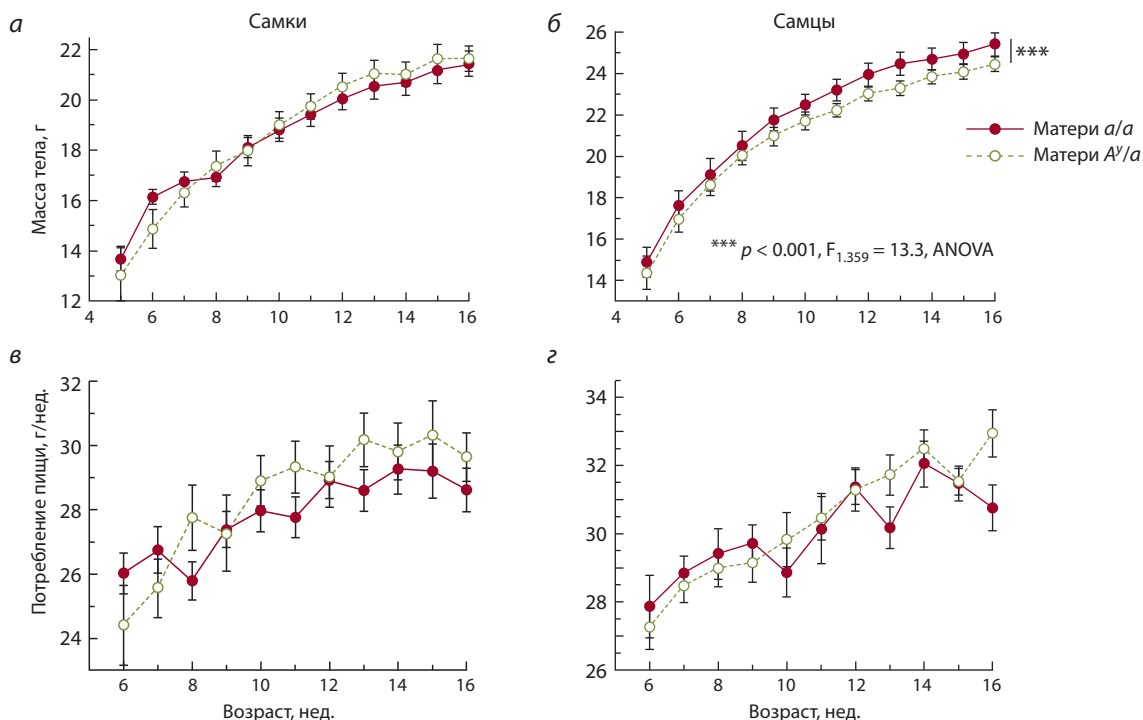 а Самки
Масса тела, г
22
20
18
16
14
12
4 6 8 10 12 14 16
б Самцы
26
24
22
20
18
16
14
4 6 8 10 12 14 16
***
Матери a/a
Матери Aʸ/a
*** p < 0.001, F₁.₃₅₉ = 13.3, ANOVA
в
Потребление пищи, г/нед.
32
30
28
26
24
6 8 10 12 14 16
Возраст, нед.
г
34
32
30
28
26
6 8 10 12 14 16
Возраст, нед.